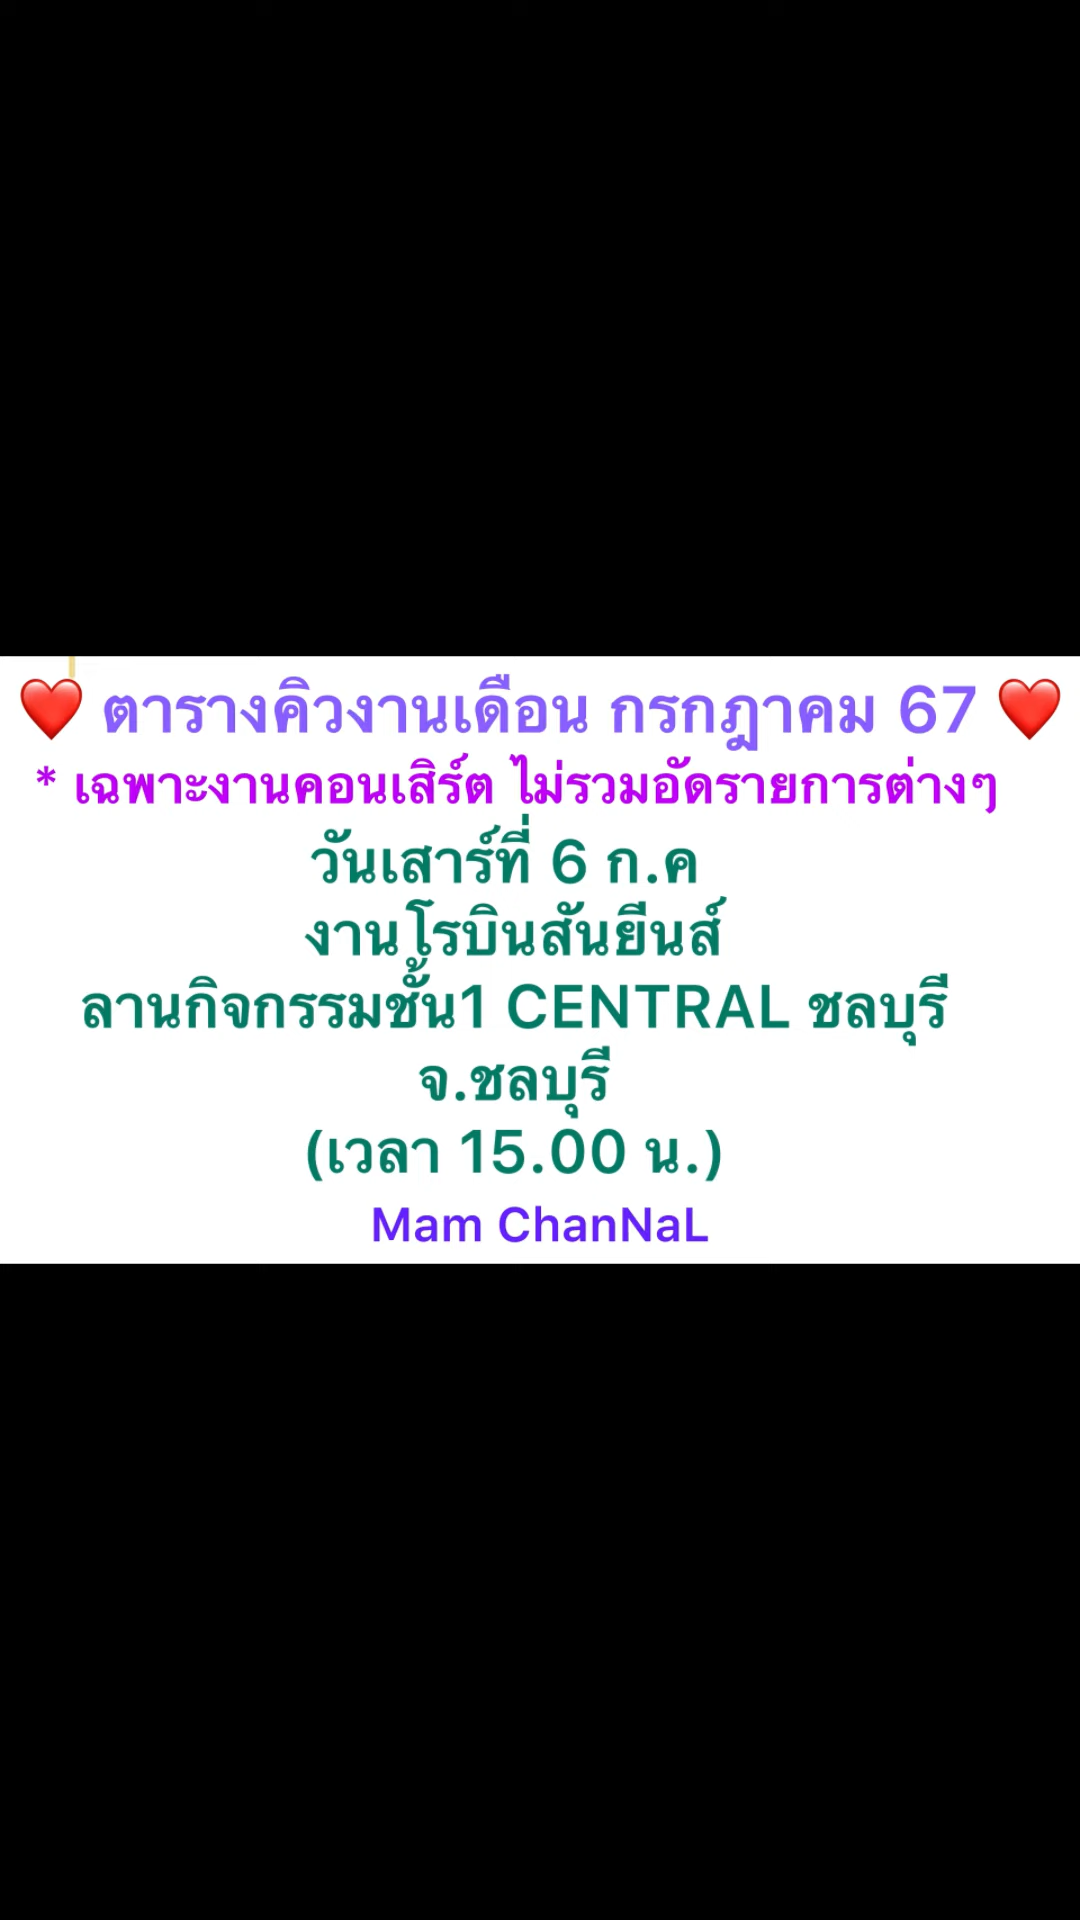 ❤️ ตารางคิวงานเดือน กรกฎาคม 67 ❤️
* เฉพาะงานคอนเสิร์ต ไม่รวมอัดรายการต่างๆ
วันเสาร์ที่ 6 ก.ค
งานโรบินสันยีนส์
ลานกิจกรรมชั้น1 CENTRAL ชลบุรี
จ.ชลบุรี
(เวลา 15.00 น.)
Mam ChanNaL